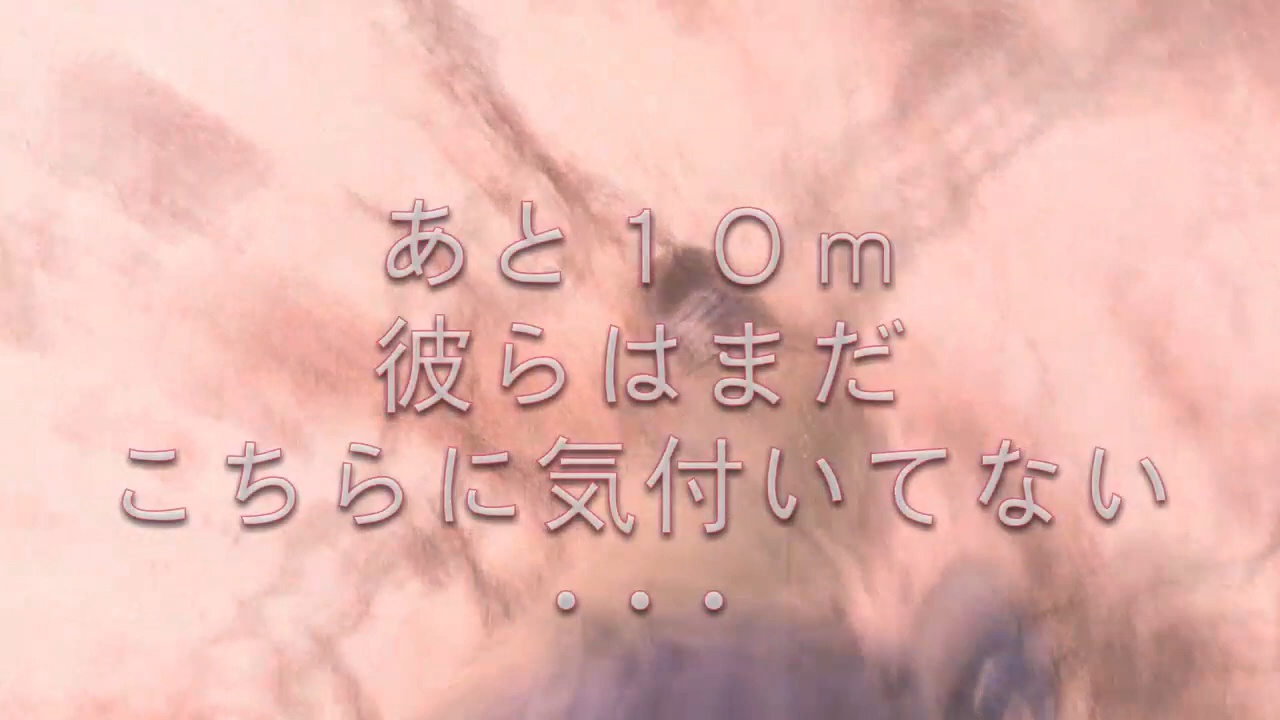 あと１０ｍ
彼らはまだ
こちらに気付いてない
・・・